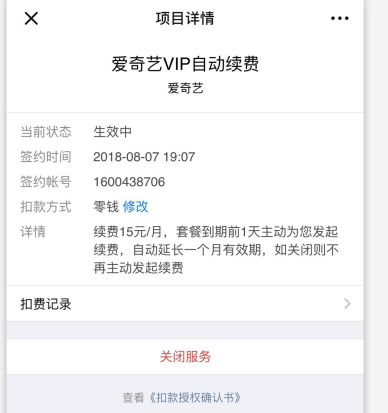 项目详情
爱奇艺VIP自动续费
爱奇艺
当前状态 生效中
签约时间 2018-08-07 19:07
签约帐号 1600438706
扣款方式 零钱 修改
详情 续费15元/月，套餐到期前1天主动为您发起
续费，自动延长一个月有效期，如关闭则不
再主动发起续费
扣费记录
关闭服务
查看《扣款授权确认书》